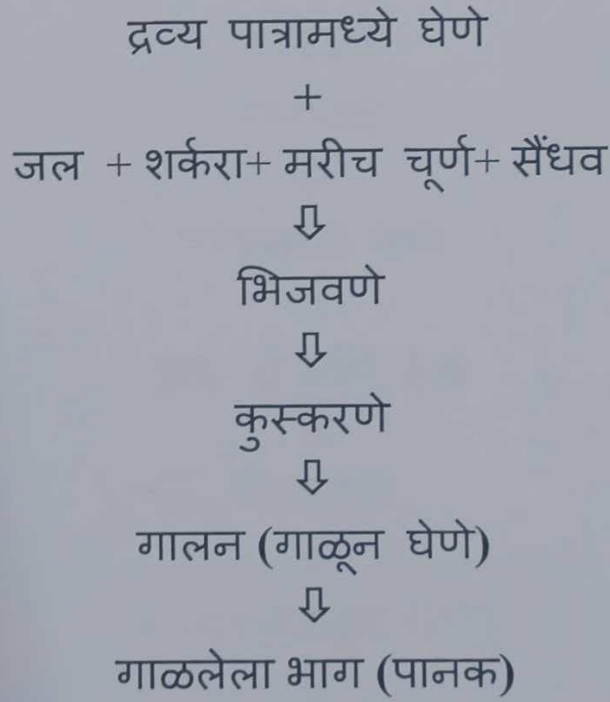 द्रव्य पात्रामध्ये घेणे
+
जल + शर्करा+ मरीच चूर्ण+ सैंधव
⇩
भिजवणे
⇩
कुस्करणे
⇩
गालन (गाळून घेणे)
⇩
गाळलेला भाग (पानक)